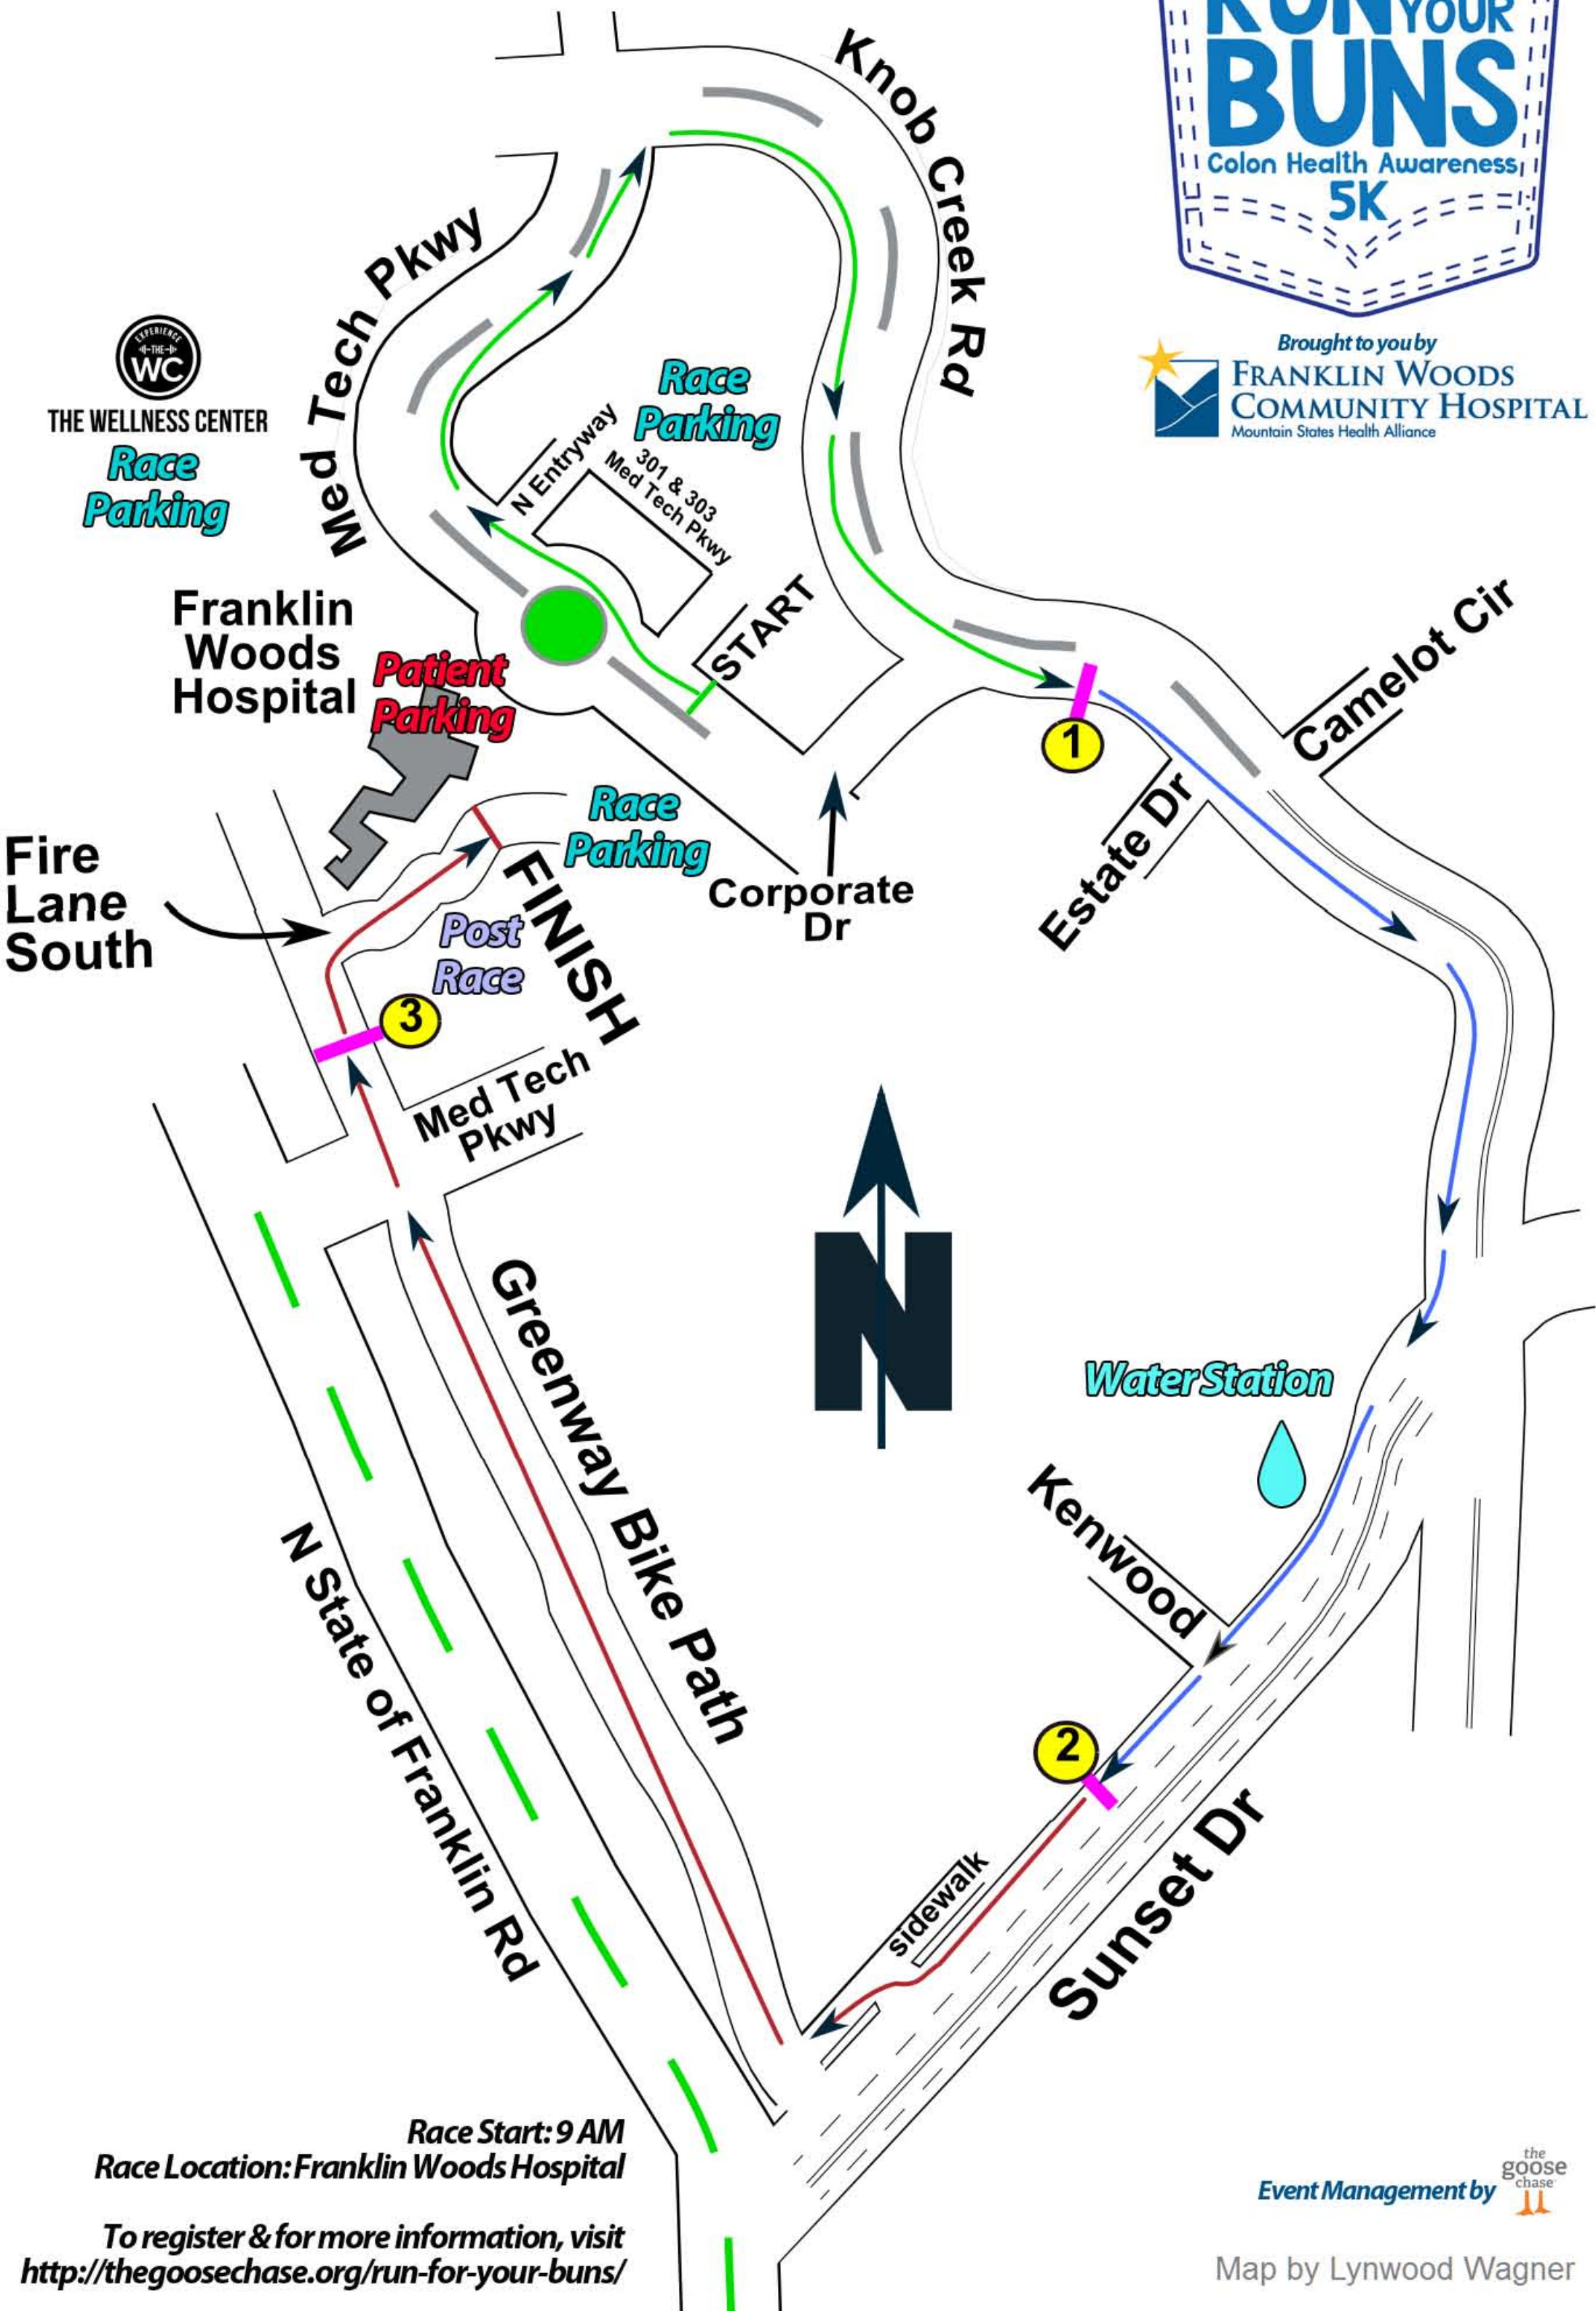 RUN YOUR
BUNS
Colon Health Awareness
5K
Brought to you by
FRANKLIN WOODS
COMMUNITY HOSPITAL
Mountain States Health Alliance
Knob Creek Rd
Med Tech Pkwy
EXPERIENCE
THE
WC
THE WELLNESS CENTER
Race
Parking
Race
Parking
N Entryway
301 & 303
Med Tech Pkwy
START
Franklin
Woods
Hospital
Patient
Parking
Camelot Cir
1
Estate Dr
Race
Parking
Corporate
Dr
Fire
Lane
South
FINISH
Post
Race
3
Med Tech
Pkwy
N
Greenway Bike Path
Water Station
Kenwood
N State of Franklin Rd
2
sidewalk
Sunset Dr
Race Start: 9 AM
Race Location: Franklin Woods Hospital
To register & for more information, visit
http://thegoosechase.org/run-for-your-buns/
Event Management by
the
goose
chase
Map by Lynwood Wagner